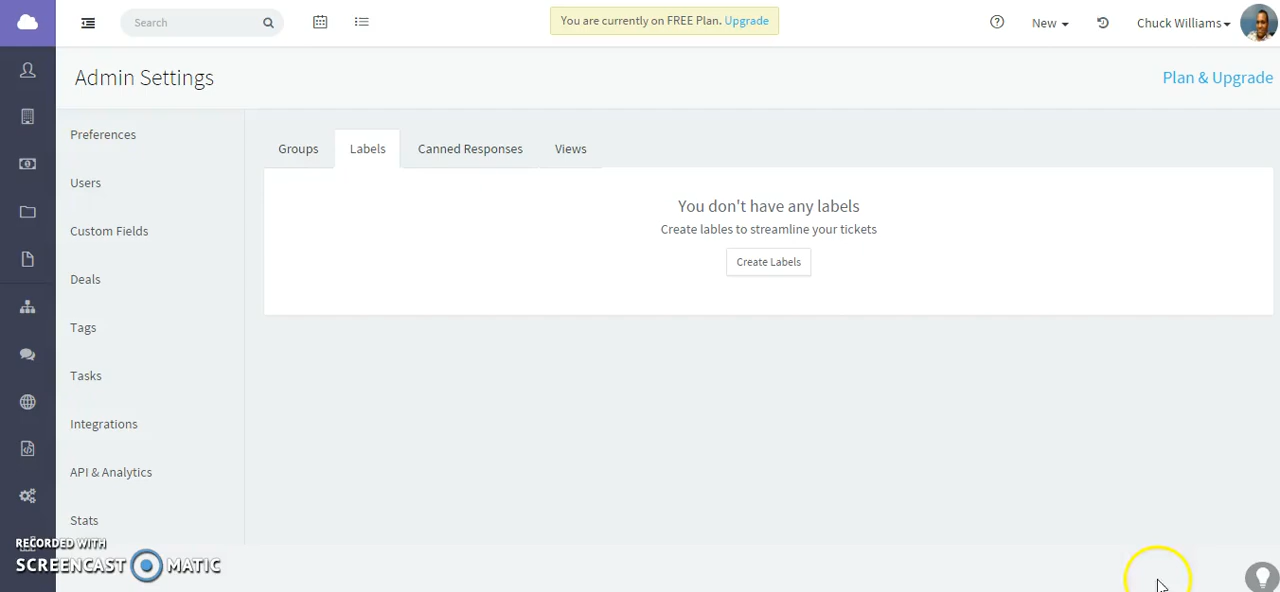 Search
You are currently on FREE Plan. Upgrade
New
Chuck Williams
Admin Settings
Plan & Upgrade
Preferences
Users
Custom Fields
Deals
Tags
Tasks
Integrations
API & Analytics
Stats
Groups
Labels
Canned Responses
Views
You don't have any labels
Create lables to streamline your tickets
Create Labels
RECORDED WITH
SCREENCAST MATIC